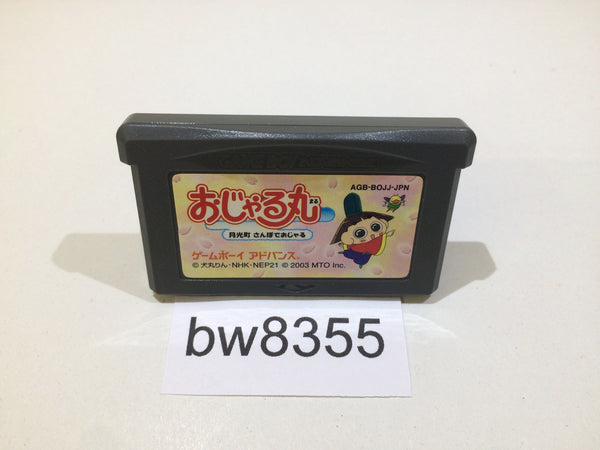 AGB-BOJJ-JPN
おじゃる丸
まる
月光町 さんぽでおじゃる
ゲームボーイ アドバンス
© 犬丸りん・NHK・NEP21 © 2003 MTO Inc.
bw8355